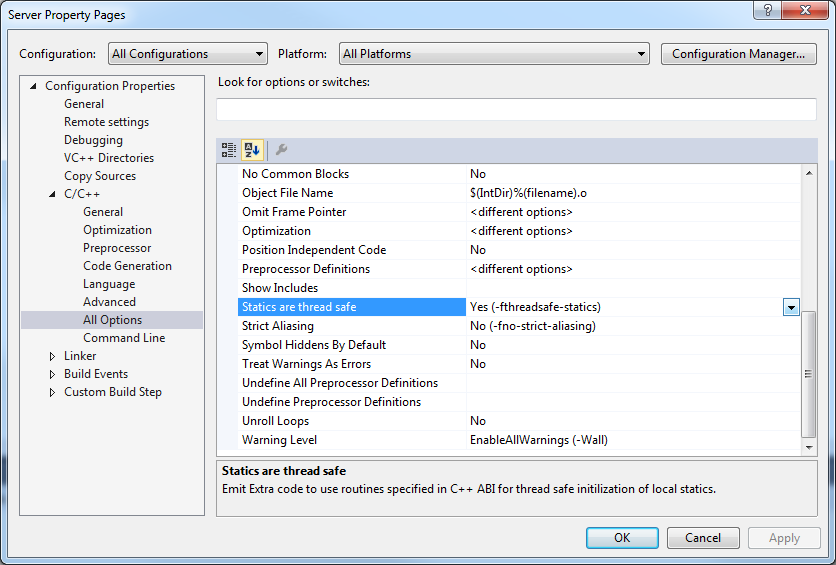 Server Property Pages
Configuration: All Configurations Platform: All Platforms Configuration Manager...
Configuration Properties
General
Remote settings
Debugging
VC++ Directories
Copy Sources
C/C++
General
Optimization
Preprocessor
Code Generation
Language
Advanced
All Options
Command Line
Linker
Build Events
Custom Build Step
Look for options or switches:
No Common Blocks No
Object File Name $(IntDir)%(filename).o
Omit Frame Pointer <different options>
Optimization <different options>
Position Independent Code No
Preprocessor Definitions <different options>
Show Includes
Statics are thread safe Yes (-fthreadsafe-statics)
Strict Aliasing No (-fno-strict-aliasing)
Symbol Hiddens By Default No
Treat Warnings As Errors No
Undefine All Preprocessor Definitions
Undefine Preprocessor Definitions
Unroll Loops No
Warning Level EnableAllWarnings (-Wall)
Statics are thread safe
Emit Extra code to use routines specified in C++ ABI for thread safe initilization of local statics.
OK Cancel Apply